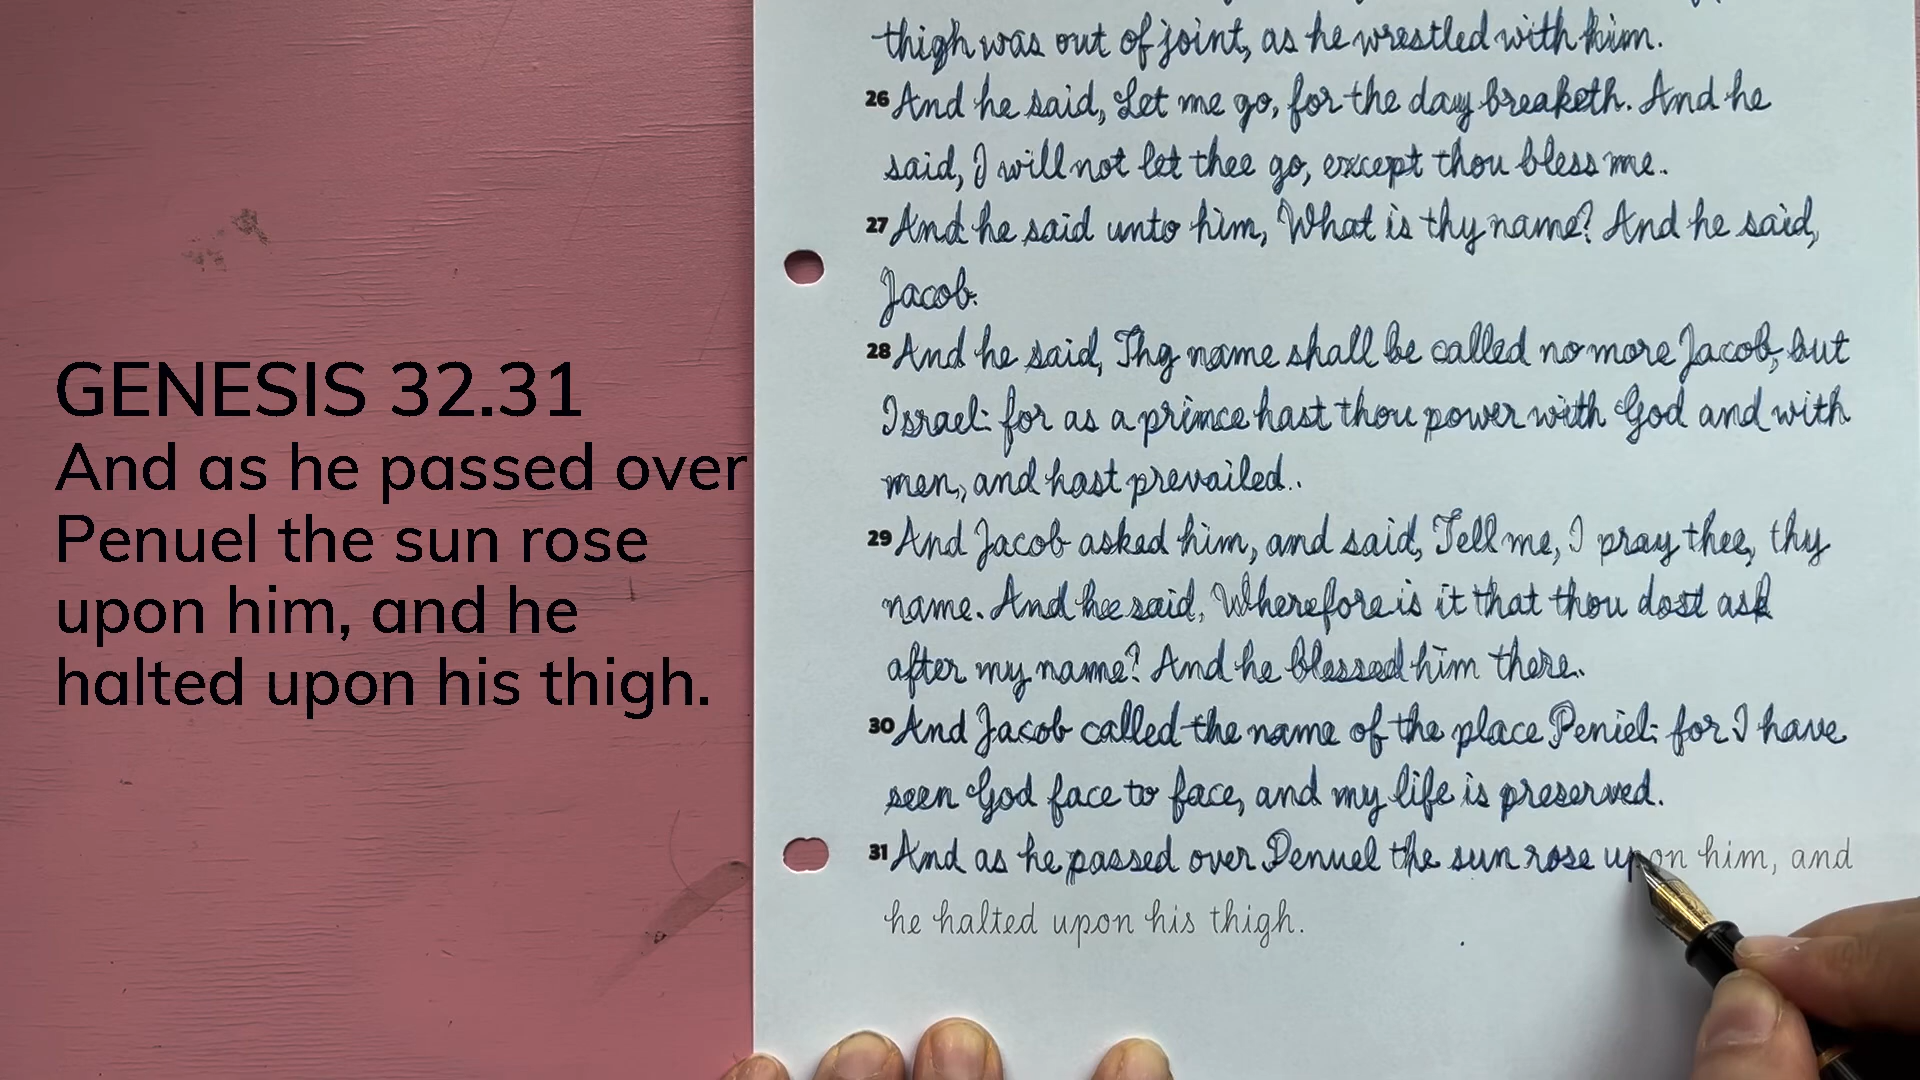 GENESIS 32.31
And as he passed over
Penuel the sun rose
upon him, and he
halted upon his thigh.
thigh was out of joint, as he wrestled with him.
26 And he said, Let me go, for the day breaketh. And he
said, I will not let thee go, except thou bless me.
27 And he said unto him, What is thy name? And he said,
Jacob.
28 And he said, Thy name shall be called no more Jacob, but
Israel: for as a prince hast thou power with God and with
men, and hast prevailed.
29 And Jacob asked him, and said, Tell me, I pray thee, thy
name. And he said, Wherefore is it that thou dost ask
after my name? And he blessed him there.
30 And Jacob called the name of the place Peniel: for I have
seen God face to face, and my life is preserved.
31 And as he passed over Penuel the sun rose upon him, and
he halted upon his thigh.